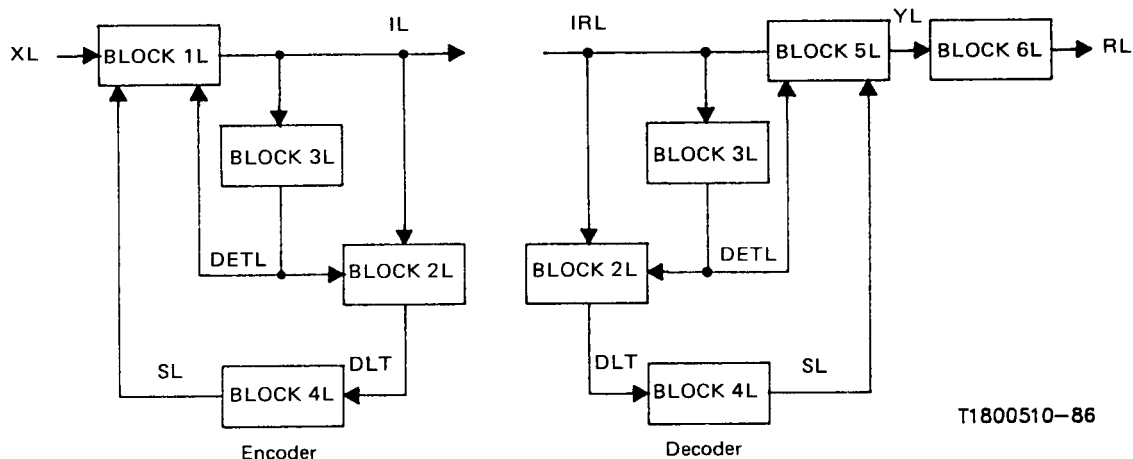 IL
IRL
YL
XL
BLOCK 1L
BLOCK 5L
BLOCK 6L
RL
BLOCK 3L
BLOCK 3L
DETL
BLOCK 2L
BLOCK 2L
DETL
SL
DLT
BLOCK 4L
DLT
BLOCK 4L
SL
T1800510-86
Encoder
Decoder